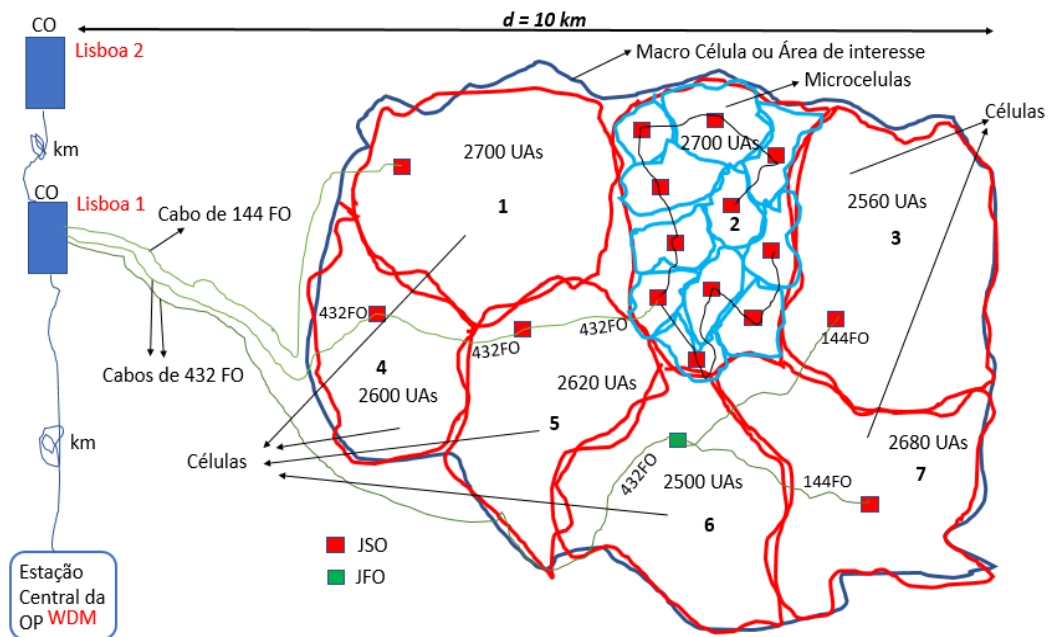 CO
d = 10 km
Lisboa 2
Macro Célula ou Área de interesse
Microcelulas
Células
km
2700 UAs
2700 UAs
CO
Lisboa 1
Cabo de 144 FO
1
2
2560 UAs
3
432FO
432FO
432FO
144FO
Cabos de 432 FO
4
2600 UAs
2620 UAs
5
km
Células
432FO
2500 UAs
6
144FO
2680 UAs
7
JSO
JFO
Estação
Central da
OP WDM